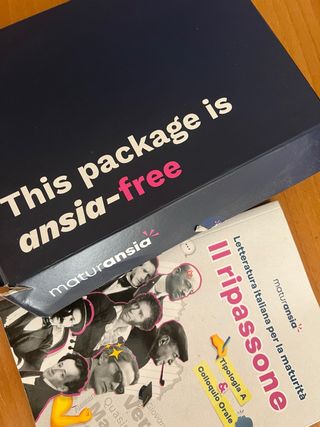 This package is
ansia-free
maturansia
maturansia
Letteratura italiana per la maturità
Il ripassone
Tipologia A
&
Colloquio Orale